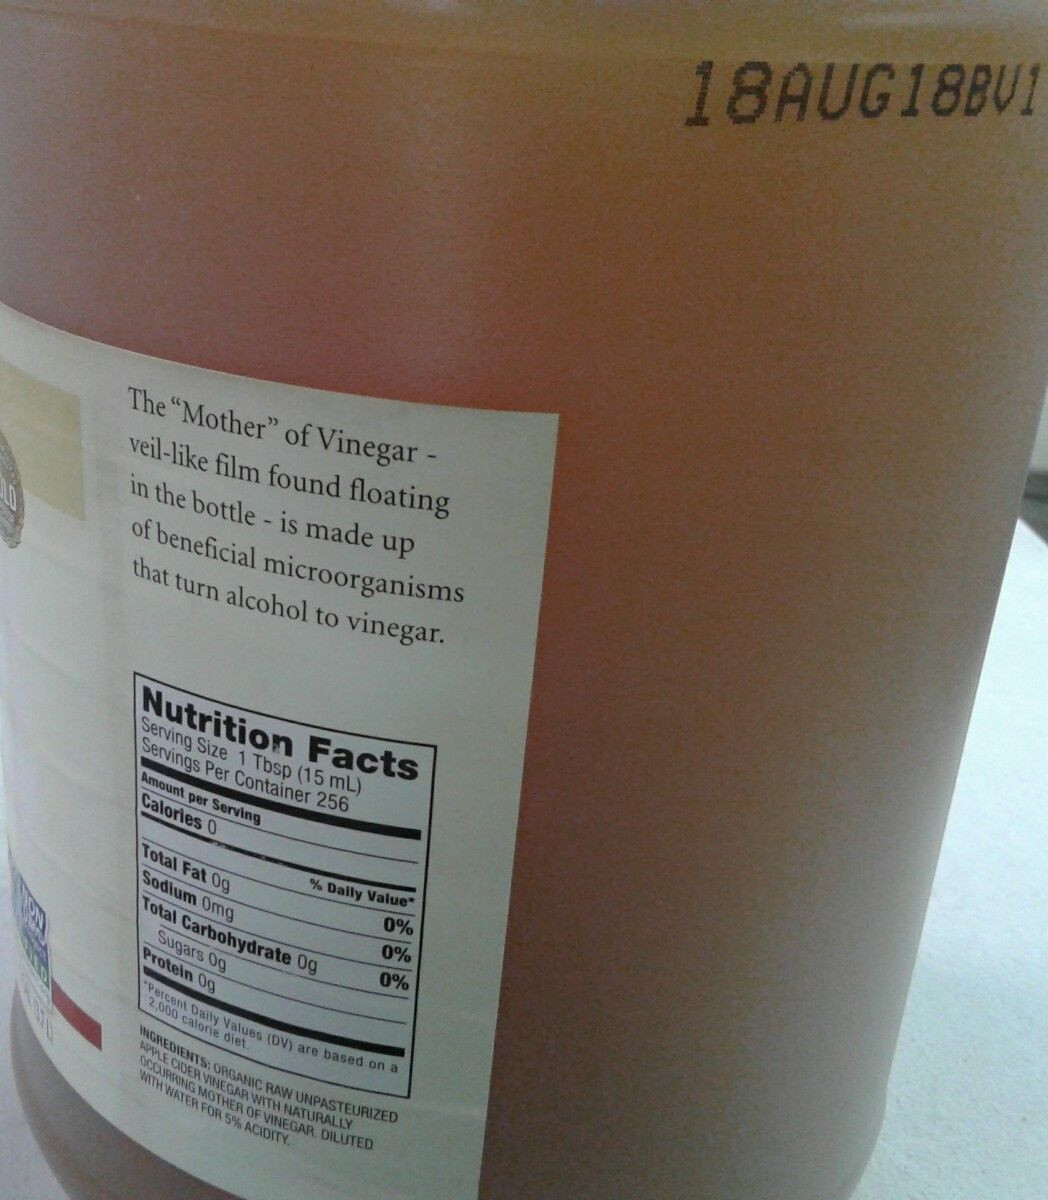 18AUG18BV1
The “Mother” of Vinegar -
veil-like film found floating
in the bottle - is made up
of beneficial microorganisms
that turn alcohol to vinegar.
Nutrition Facts
Serving Size 1 Tbsp (15 mL)
Servings Per Container 256
Amount per Serving
Calories 0
% Daily Value*
Total Fat 0g 0%
Sodium 0mg 0%
Total Carbohydrate 0g 0%
Sugars 0g
Protein 0g
*Percent Daily Values (DV) are based on a
2,000 calorie diet.
INGREDIENTS: ORGANIC RAW UNPASTEURIZED
APPLE CIDER VINEGAR WITH NATURALLY
OCCURRING MOTHER OF VINEGAR. DILUTED
WITH WATER FOR 5% ACIDITY.